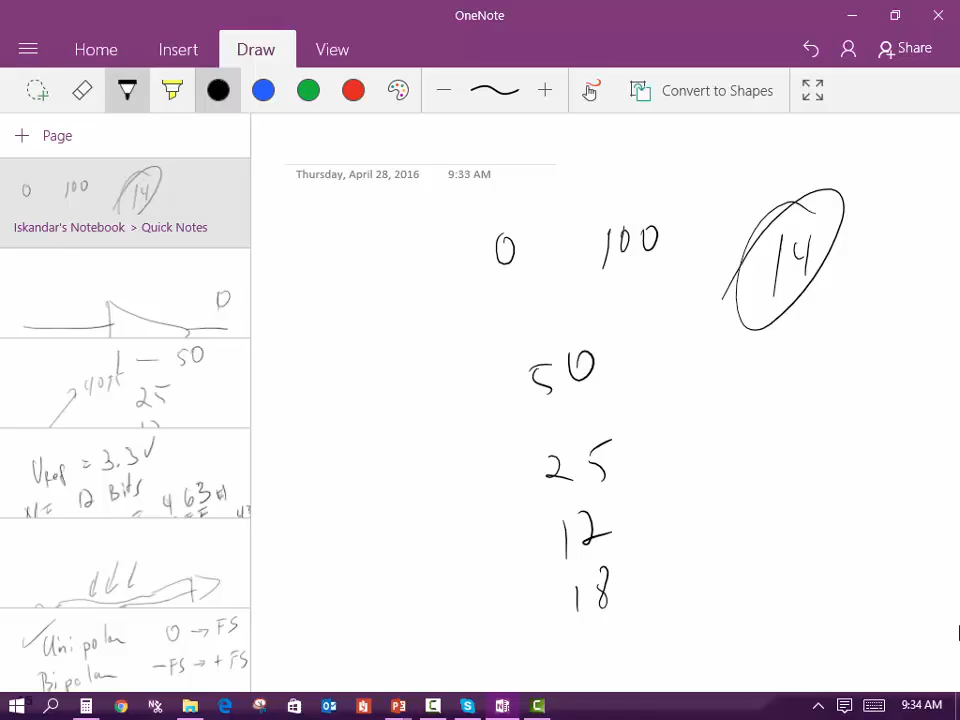 OneNote
Home Insert Draw View Share
Convert to Shapes
+ Page
0 100 14
Iskandar's Notebook > Quick Notes
0
1 — 50
25
VRef = 3.3V
N = 12 Bits
463H
Unipolar 0 → FS
Bipolar -FS → + FS
Thursday, April 28, 2016 9:33 AM
0 100 14
50
25
12
18
9:34 AM